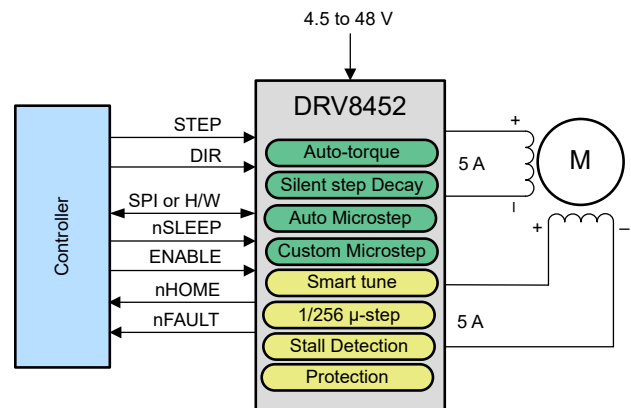 4.5 to 48 V
DRV8452
Controller
STEP
DIR
SPI or H/W
nSLEEP
ENABLE
nHOME
nFAULT
Auto-torque
Silent step Decay
Auto Microstep
Custom Microstep
Smart tune
1/256 µ-step
Stall Detection
Protection
+
5 A
–
M
+
–
5 A